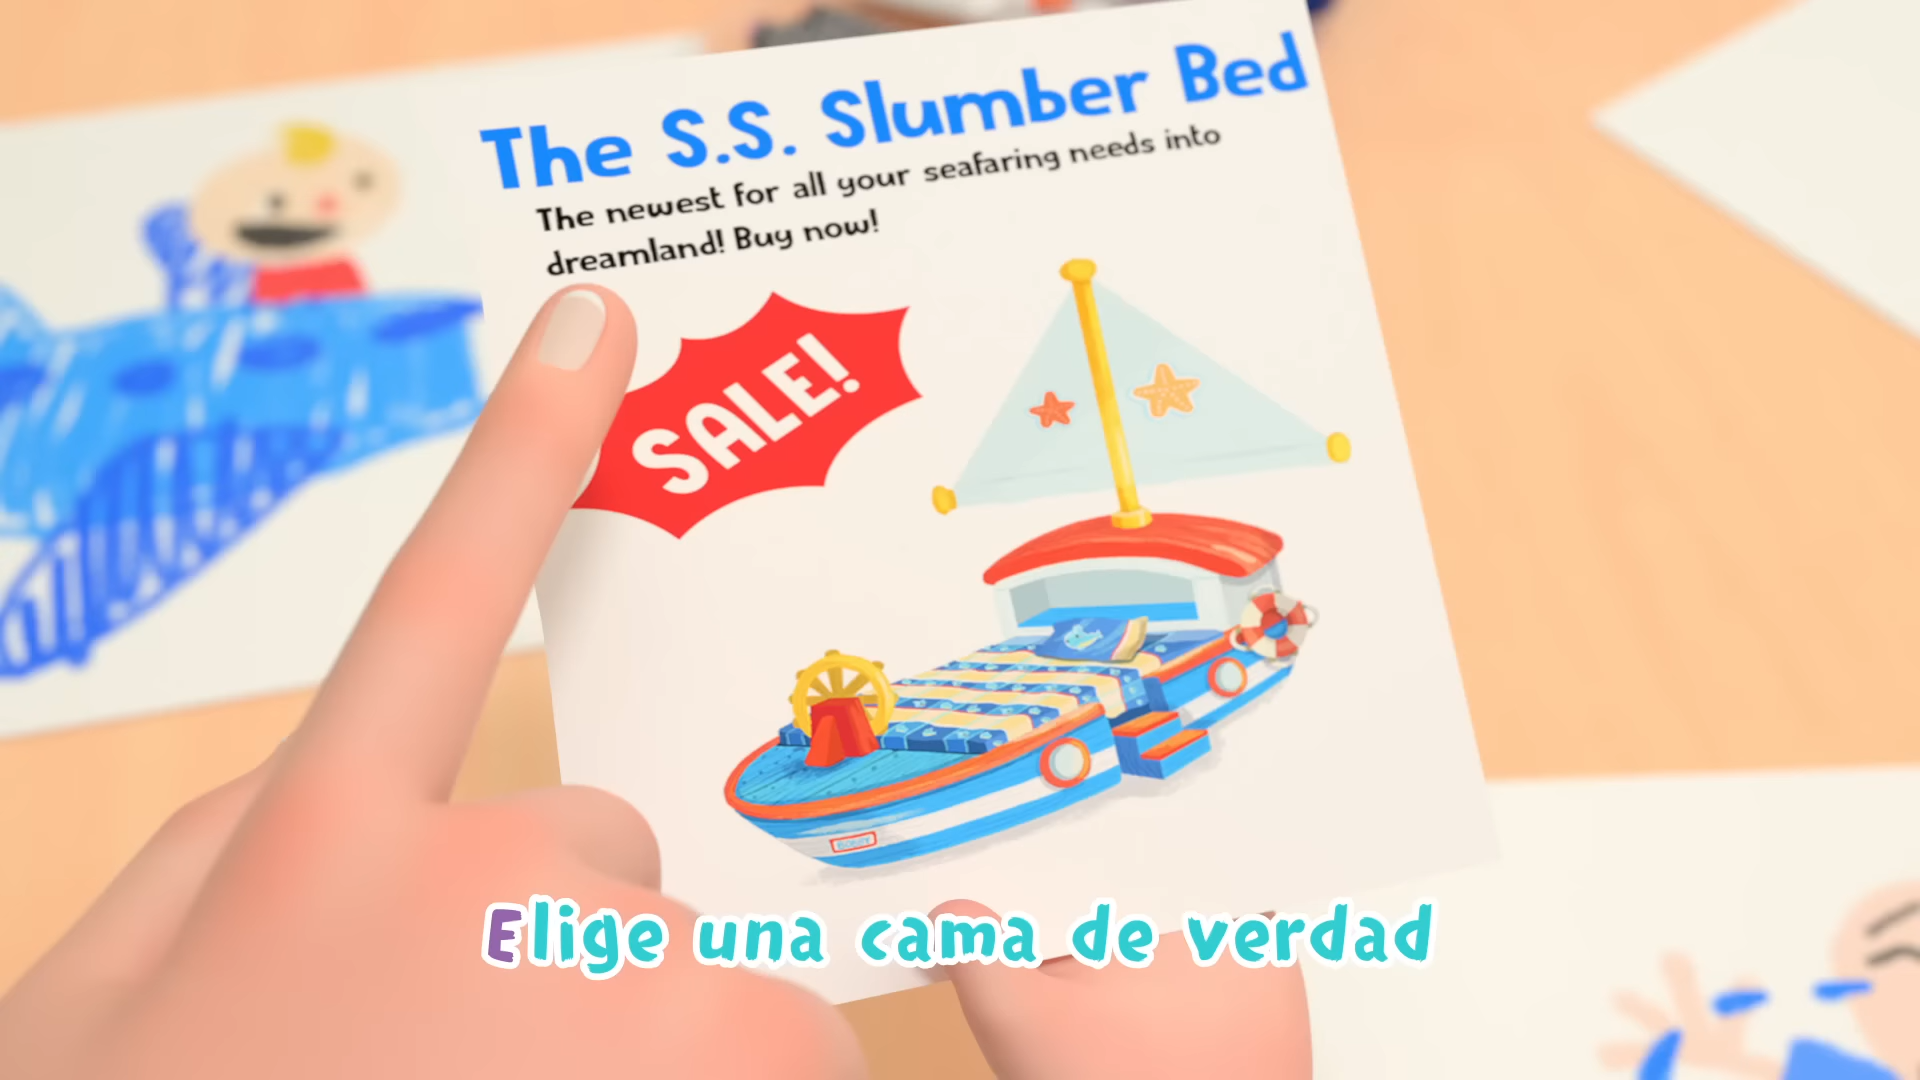 The S.S. Slumber Bed
The newest for all your seafaring needs into
dreamland! Buy now!
SALE!
Elige una cama de verdad